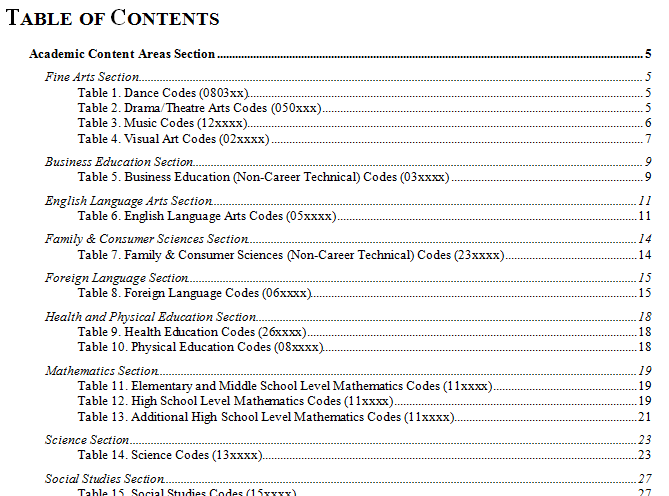 TABLE OF CONTENTS
Academic Content Areas Section 5
Fine Arts Section 5
Table 1. Dance Codes (0803xx) 5
Table 2. Drama/Theatre Arts Codes (050xxx) 5
Table 3. Music Codes (12xxxx) 6
Table 4. Visual Art Codes (02xxxx) 7
Business Education Section 9
Table 5. Business Education (Non-Career Technical) Codes (03xxxx) 9
English Language Arts Section 11
Table 6. English Language Arts Codes (05xxxx) 11
Family & Consumer Sciences Section 14
Table 7. Family & Consumer Sciences (Non-Career Technical) Codes (23xxxx) 14
Foreign Language Section 15
Table 8. Foreign Language Codes (06xxxx) 15
Health and Physical Education Section 18
Table 9. Health Education Codes (26xxxx) 18
Table 10. Physical Education Codes (08xxxx) 18
Mathematics Section 19
Table 11. Elementary and Middle School Level Mathematics Codes (11xxxx) 19
Table 12. High School Level Mathematics Codes (11xxxx) 19
Table 13. Additional High School Level Mathematics Codes (11xxxx) 21
Science Section 23
Table 14. Science Codes (13xxxx) 23
Social Studies Section 27
Table 15. Social Studies Codes (15xxxx) 27